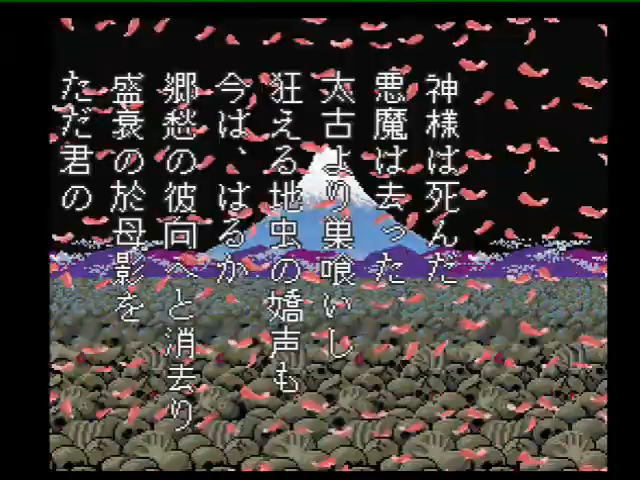 神様は死んだ
悪魔は去った
太古より巣喰いし
狂える地虫の嬌声も
今は、はるか
郷愁の彼向へと消去り
盛衰の於母影を
ただ君の